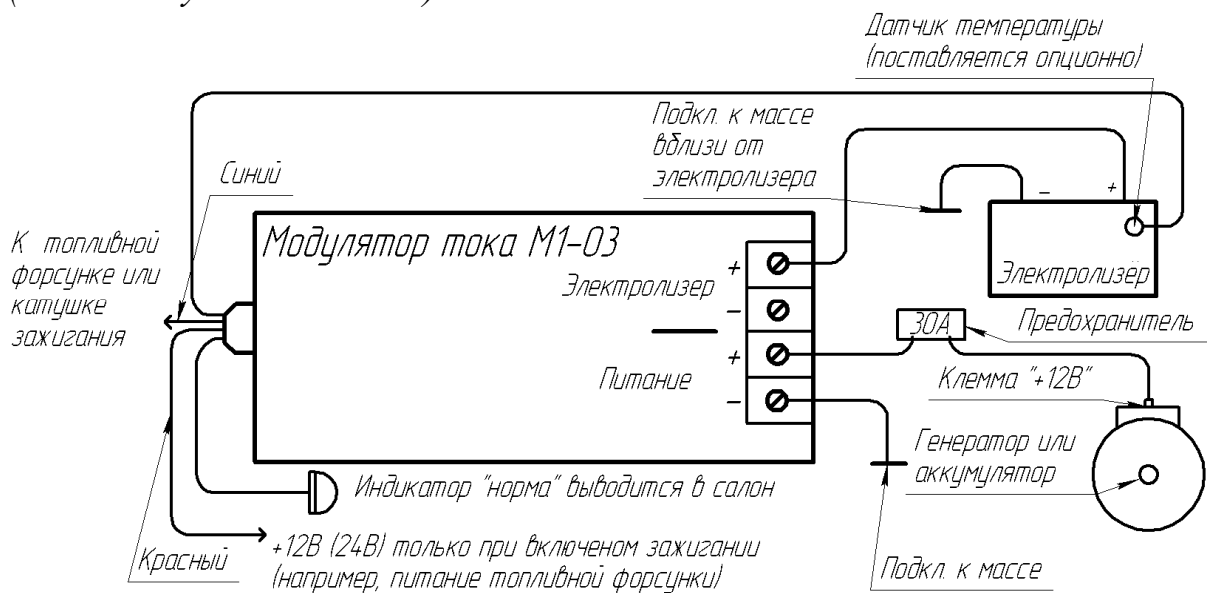 Датчик температуры
(поставляется опционно)
Подкл. к массе
вблизи от
электролизера
Синий
К топливной
форсунке или
катушке
зажигания
Модулятор тока М1-03
Электролизер
+
-
Питание
+
-
- +
Электролизёр
30А
Предохранитель
Клемма "+12В"
Генератор или
аккумулятор
Индикатор "норма" выводится в салон
Красный
+12В (24В) только при включеном зажигании
(например, питание топливной форсунки)
Подкл. к массе